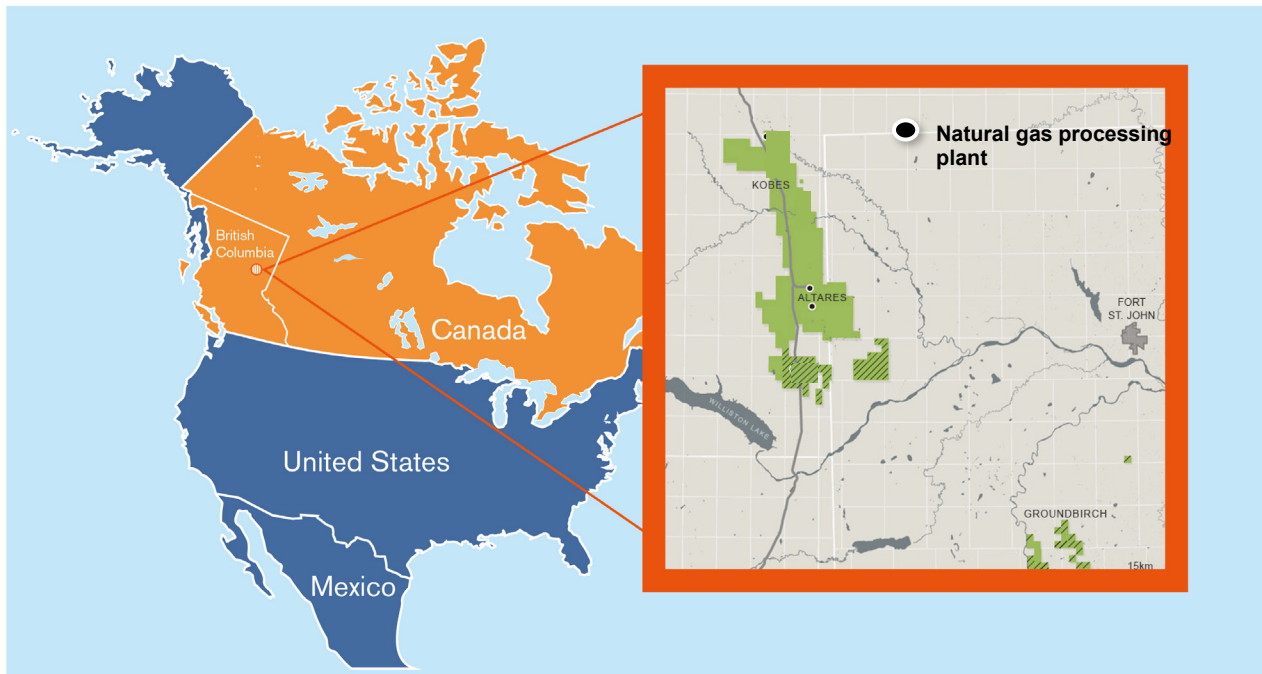 British
Columbia
Canada
United States
Mexico
Natural gas processing
plant
KOBES
ALTARES
FORT
ST. JOHN
WILLISTON LAKE
GROUNDBIRCH
15km